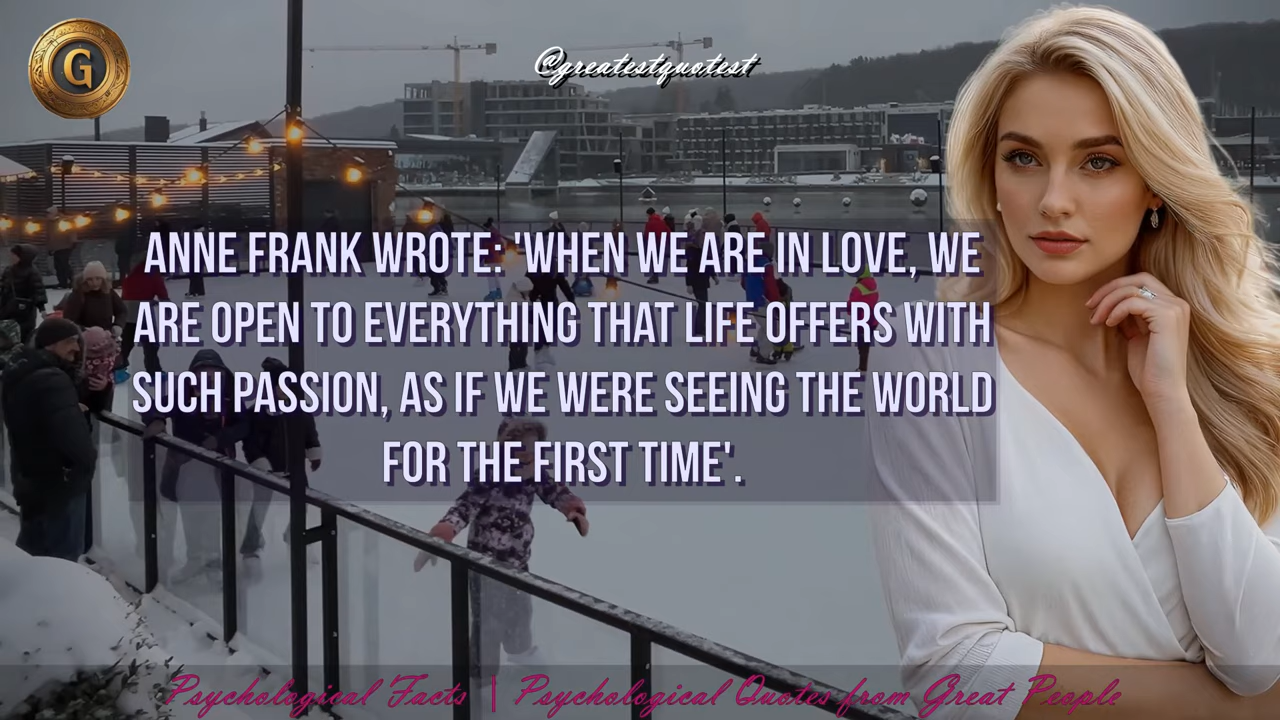 G
@greatestquotest
ANNE FRANK WROTE: 'WHEN WE ARE IN LOVE, WE
ARE OPEN TO EVERYTHING THAT LIFE OFFERS WITH
SUCH PASSION, AS IF WE WERE SEEING THE WORLD
FOR THE FIRST TIME'.
Psychological Facts | Psychological Quotes from Great People